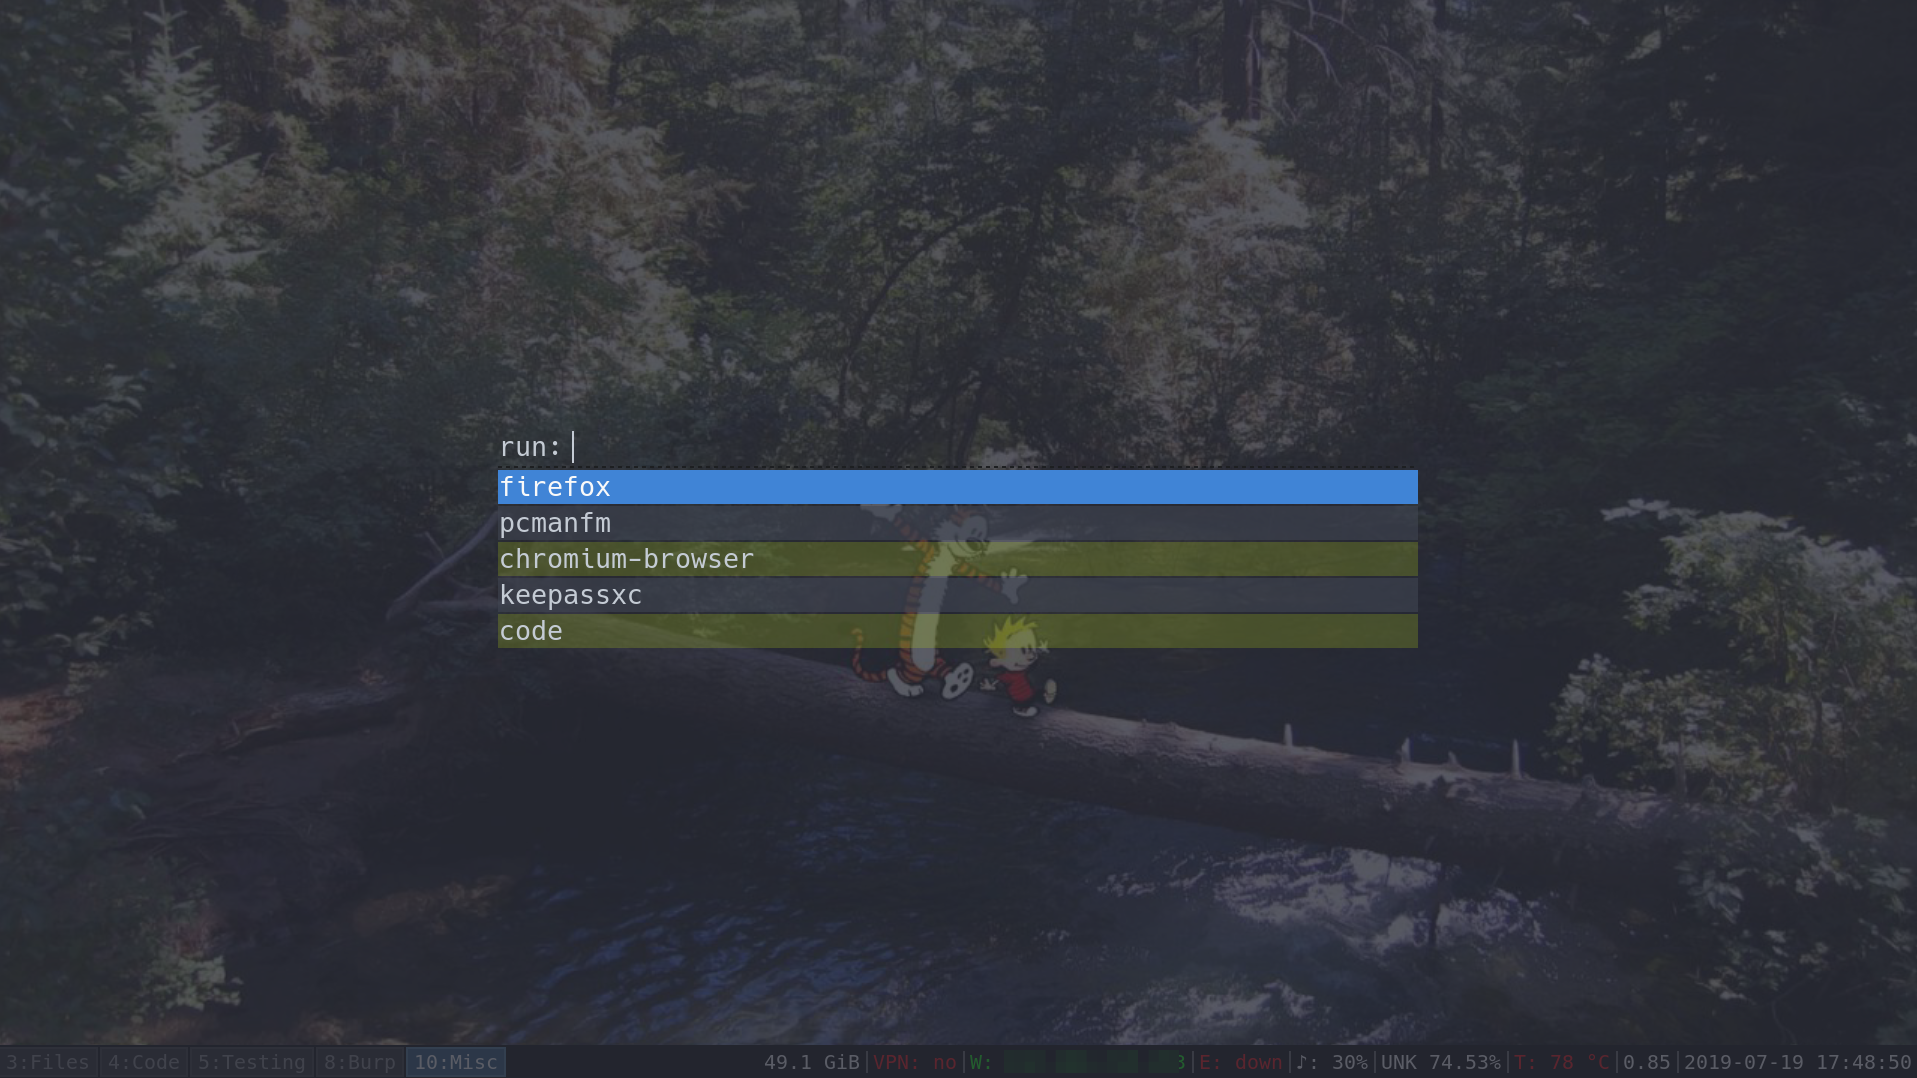 run:
firefox
pcmanfm
chromium-browser
keepassxc
code
3:Files 4:Code 5:Testing 8:Burp 10:Misc 49.1 GiB|VPN: no|W: |E: down|♪: 30%|UNK 74.53%|T: 78 °C|0.85|2019-07-19 17:48:50